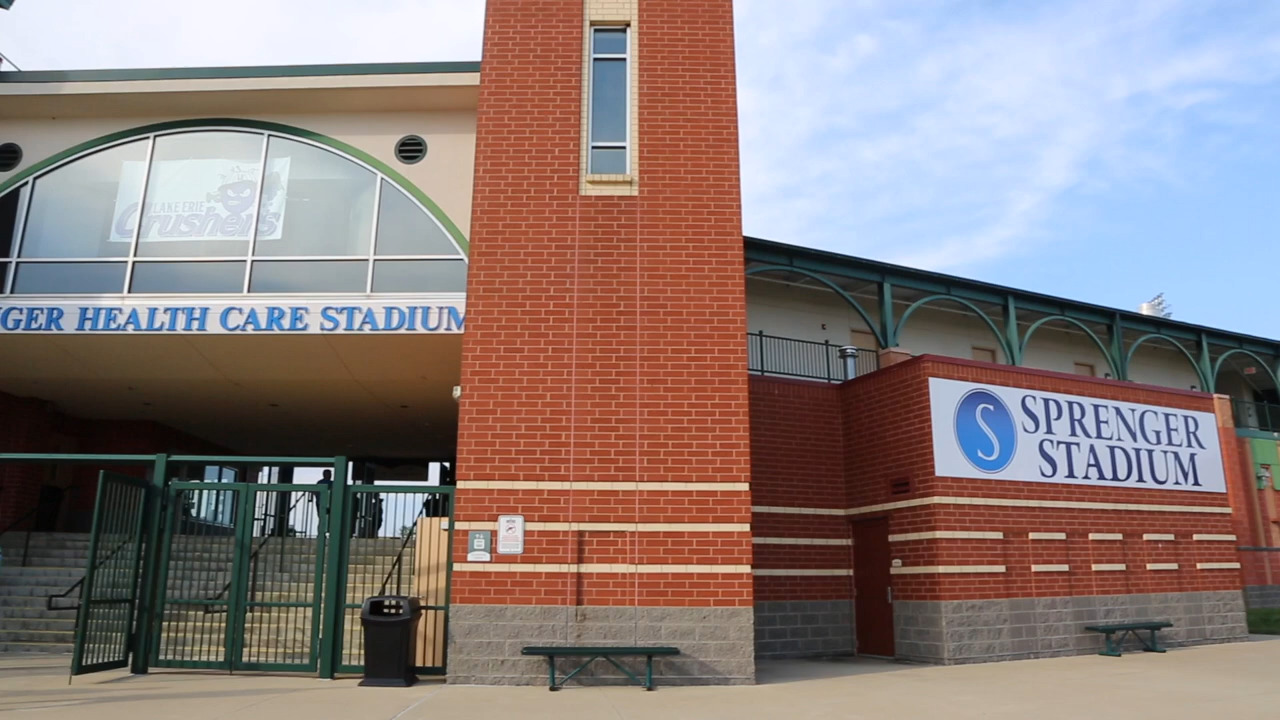 LAKE ERIE
Crushers
GER HEALTH CARE STADIUM
S
SPRENGER
STADIUM